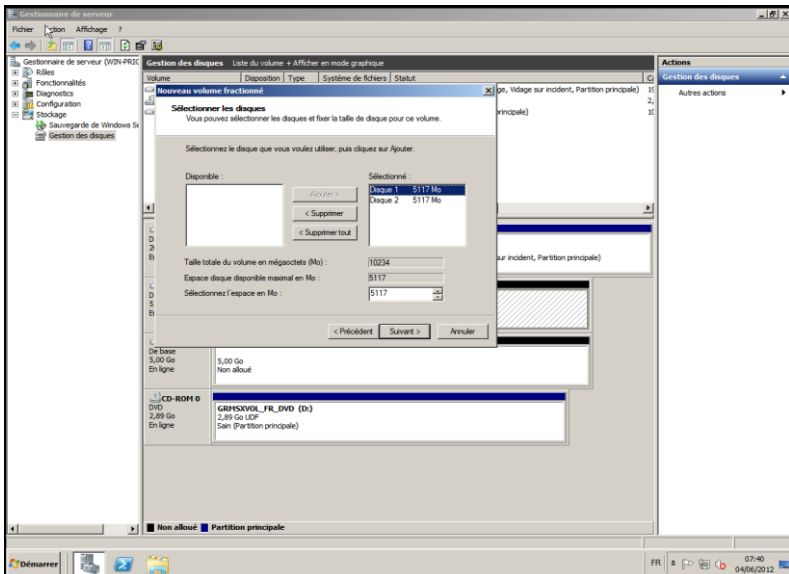 Gestionnaire de serveur
Fichier Action Affichage ?
Gestionnaire de serveur (WIN-PRIC
Rôles
Fonctionnalités
Diagnostics
Configuration
Stockage
Sauvegarde de Windows Se
Gestion des disques
Gestion des disques Liste du volume + Afficher en mode graphique
Volume Disposition Type Système de fichiers Statut
ge, Vidage sur incident, Partition principale)
principale)
Nouveau volume fractionné
Sélectionner les disques
Vous pouvez sélectionner les disques et fixer la taille de disque pour ce volume.
Sélectionnez le disque que vous voulez utiliser, puis cliquez sur Ajouter.
Disponible :
Sélectionné :
Ajouter >
< Supprimer
< Supprimer tout
Disque 1 5117 Mo
Disque 2 5117 Mo
Taille totale du volume en mégaoctets (Mo) : 10234
Espace disque disponible maximal en Mo : 5117
Sélectionnez l'espace en Mo : 5117
< Précédent Suivant > Annuler
sur incident, Partition principale)
De base
5,00 Go
En ligne
5,00 Go
Non alloué
CD-ROM 0
DVD
2,89 Go
En ligne
GRMSXVOL_FR_DVD (D:)
2,89 Go UDF
Sain (Partition principale)
Non alloué Partition principale
Actions
Gestion des disques
Autres actions
Démarrer
FR
07:40
04/06/2012